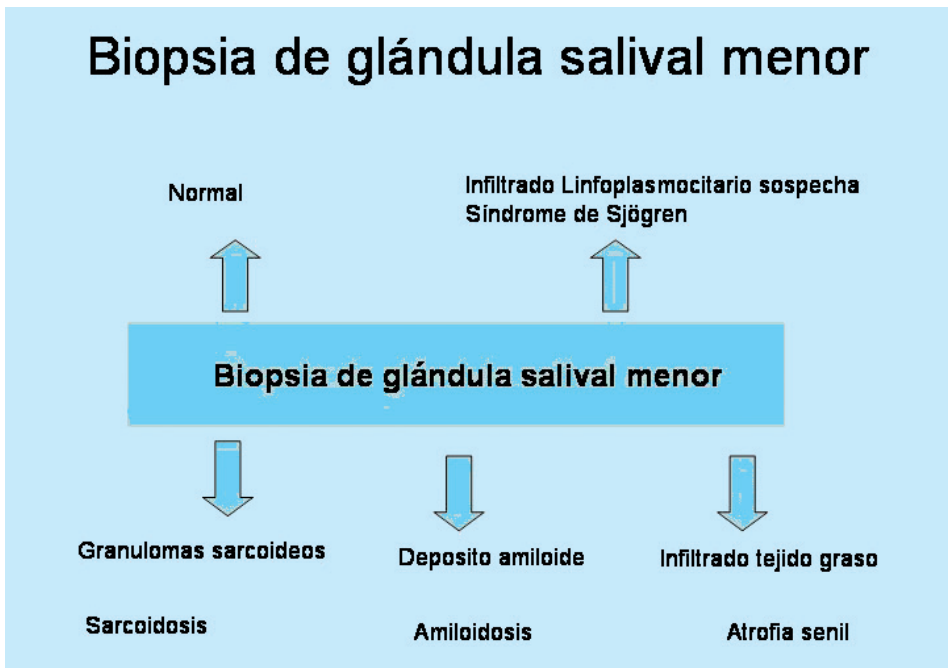 Biopsia de glándula salival menor
Normal
Infiltrado Linfoplasmocitario sospecha
Síndrome de Sjögren
Biopsia de glándula salival menor
Granulomas sarcoideos
Deposito amiloide
Infiltrado tejido graso
Sarcoidosis
Amiloidosis
Atrofia senil